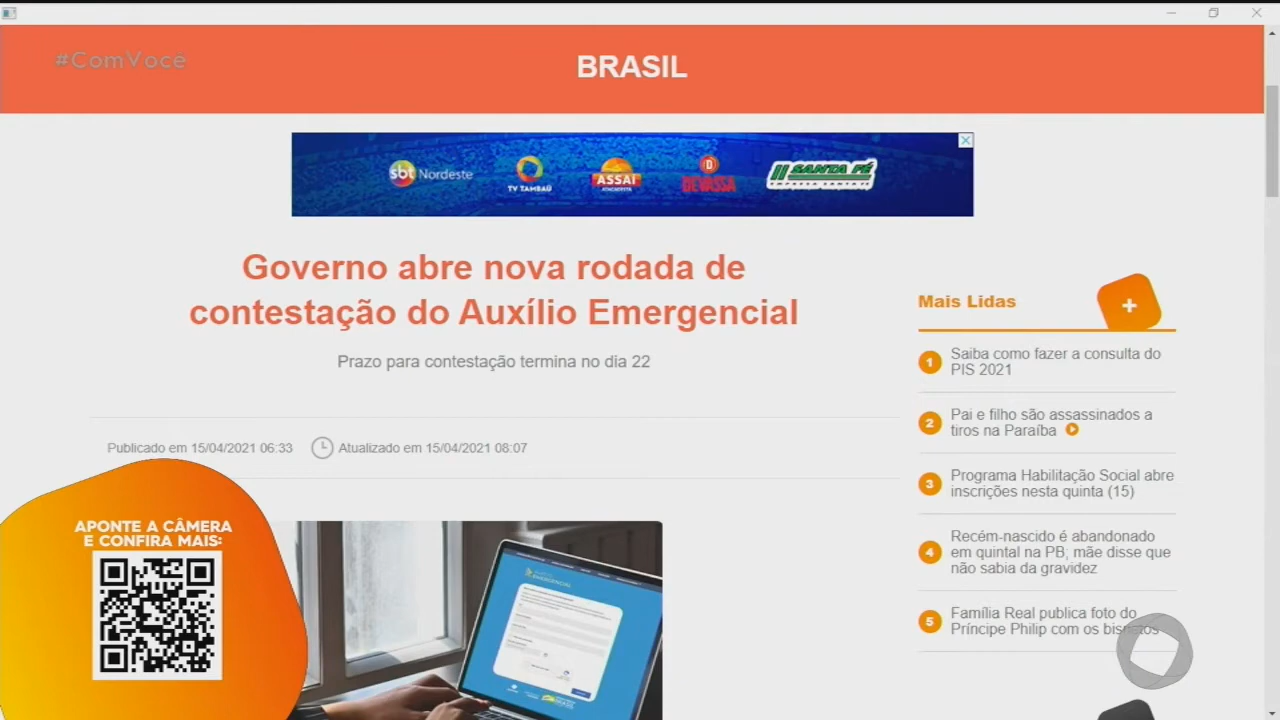 #ComVocê
BRASIL
sbt Nordeste
TV TAMBAÚ
ASSAÍ
ATACADISTA
DEVASSA
SANTA FÉ
Governo abre nova rodada de
contestação do Auxílio Emergencial
Prazo para contestação termina no dia 22
Publicado em 15/04/2021 06:33
Atualizado em 15/04/2021 08:07
Mais Lidas
+
1
Saiba como fazer a consulta do
PIS 2021
2
Pai e filho são assassinados a
tiros na Paraíba
3
Programa Habilitação Social abre
inscrições nesta quinta (15)
4
Recém-nascido é abandonado
em quintal na PB; mãe disse que
não sabia da gravidez
5
Família Real publica foto do
Príncipe Philip com os bisnetos
APONTE A CÂMERA
E CONFIRA MAIS:
EMERGENCIAL